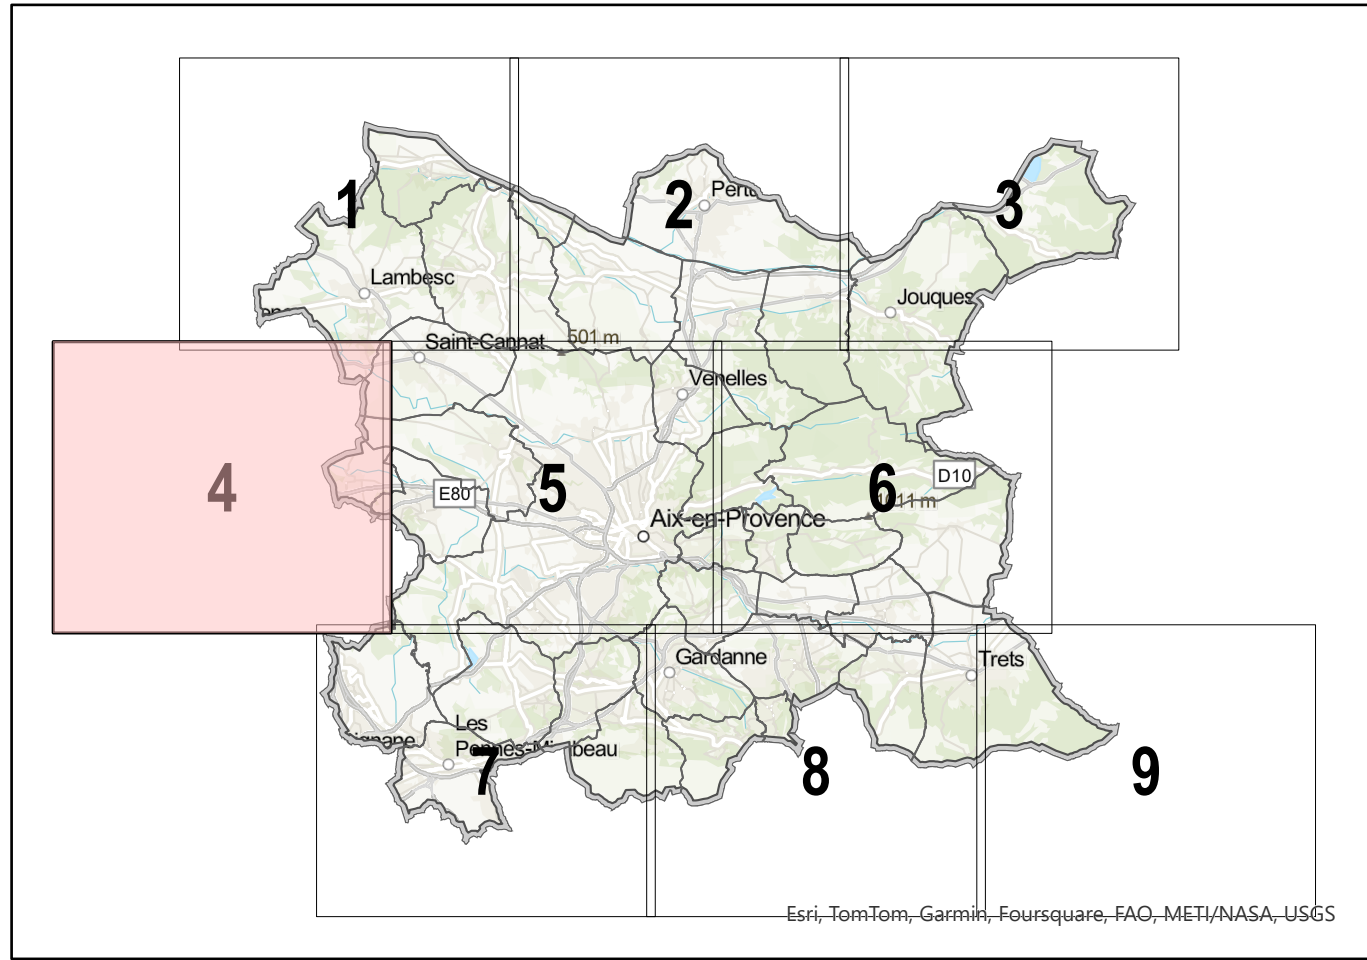 1
2
3
Lambesc
Jouques
Saint-Cannat
501 m
Venelles
4
E80
5
6
D10
Aix-en-Provence
Gardanne
Trets
Les
7
8
9
Esri, TomTom, Garmin, Foursquare, FAO, METI/NASA, USGS